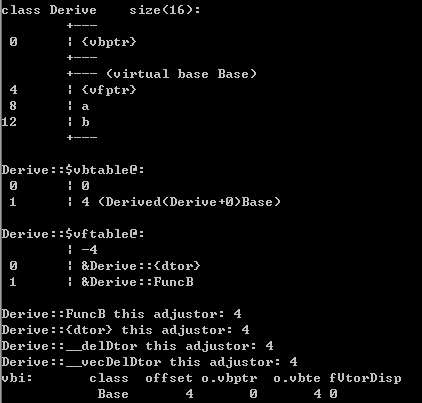 class Derive    size(16):
        +---
 0      | {vbptr}
        +---
        +--- (virtual base Base)
 4      | {vfptr}
 8      | a
12      | b
        +---
Derive::$vbtable@:
 0      | 0
 1      | 4 (Derived(Derive+0)Base)
Derive::$vftable@:
        | -4
 0      | &Derive::{dtor}
 1      | &Derive::FuncB
Derive::FuncB this adjustor: 4
Derive::{dtor} this adjustor: 4
Derive::__delDtor this adjustor: 4
Derive::__vecDelDtor this adjustor: 4
vbi:       class  offset o.vbptr  o.vbte fVtorDisp
            Base       4       0       4 0